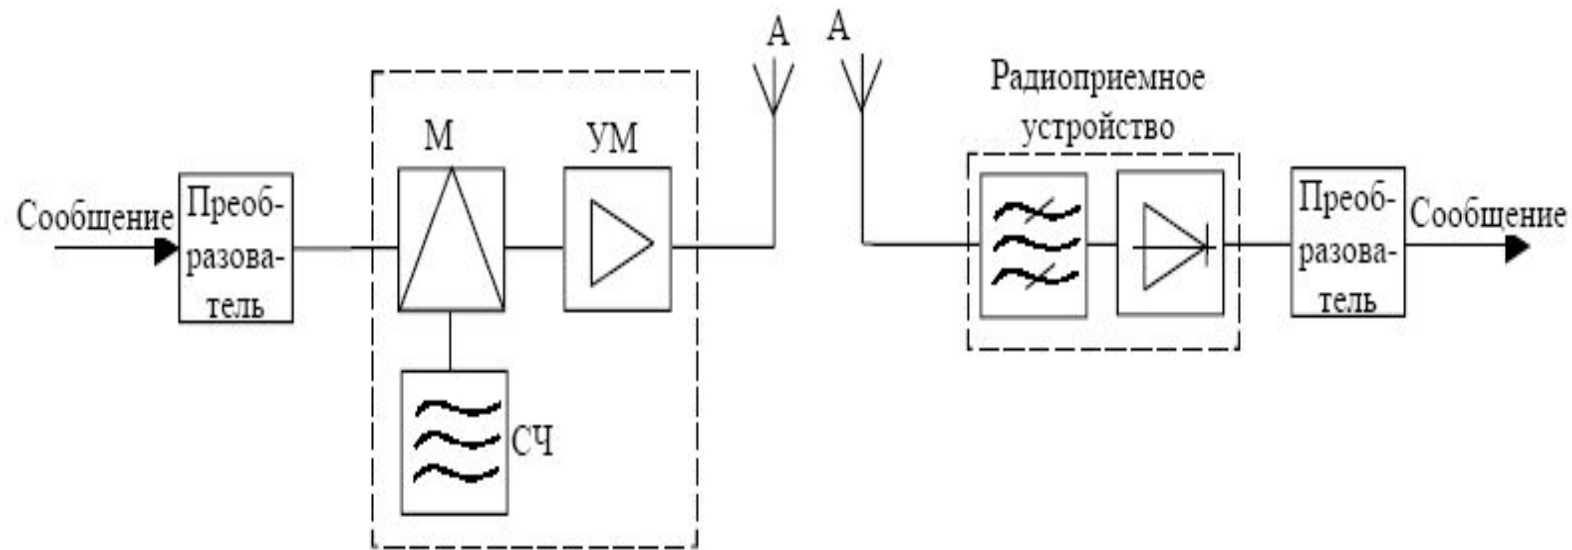 А
А
Радиоприемное
устройство
М
УМ
Сообщение
Преоб-
разова-
тель
СЧ
Преоб-
разова-
тель
Сообщение